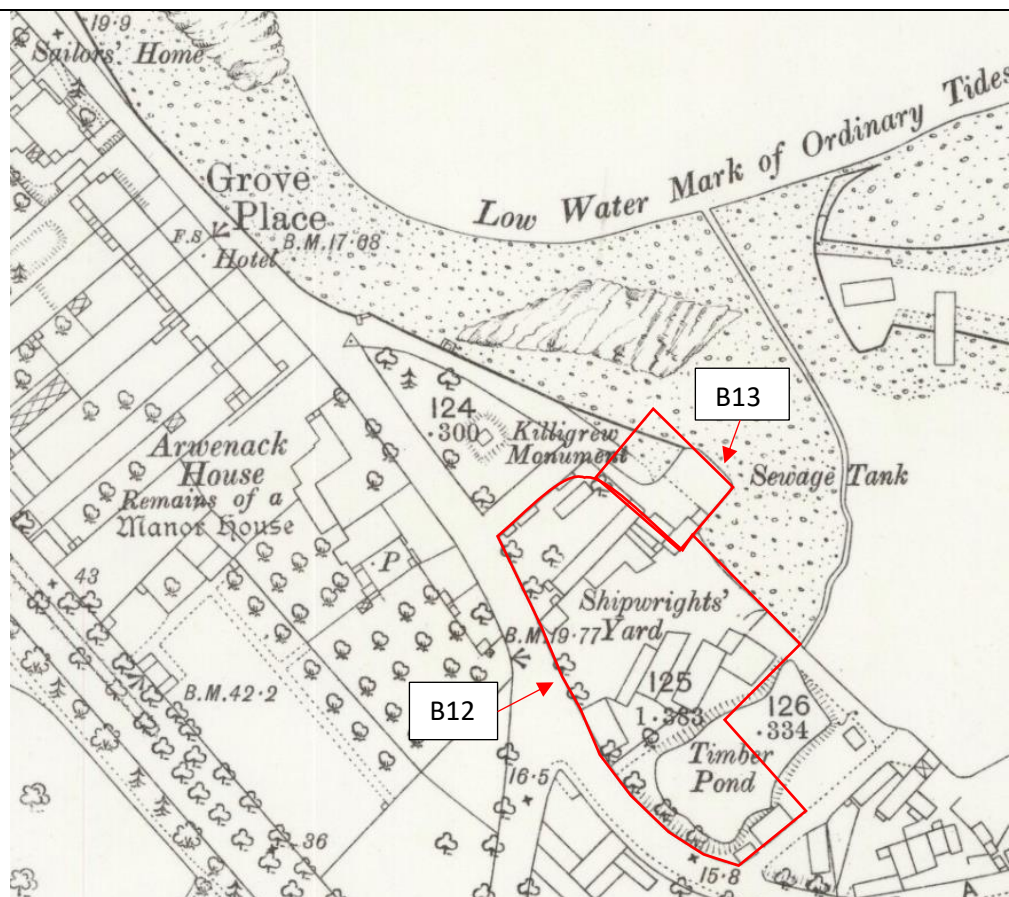 19·9
Sailors' Home
Low Water Mark of Ordinary Tides
Grove
Place
F.S
B.M.17·68
Hotel
124
·300
Killigrew
Monument
B13
Sewage Tank
Arwenack
House
Remains of a
Manor House
P
43
Shipwrights'
Yard
B.M.19·77
B.M.42·2
B12
125
1·383
126
·334
Timber
Pond
16·5
36
15·8
A